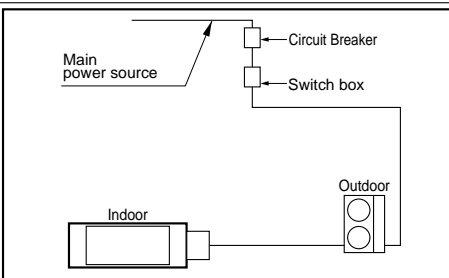 Circuit Breaker
Main
power source
Switch box
Outdoor
Indoor